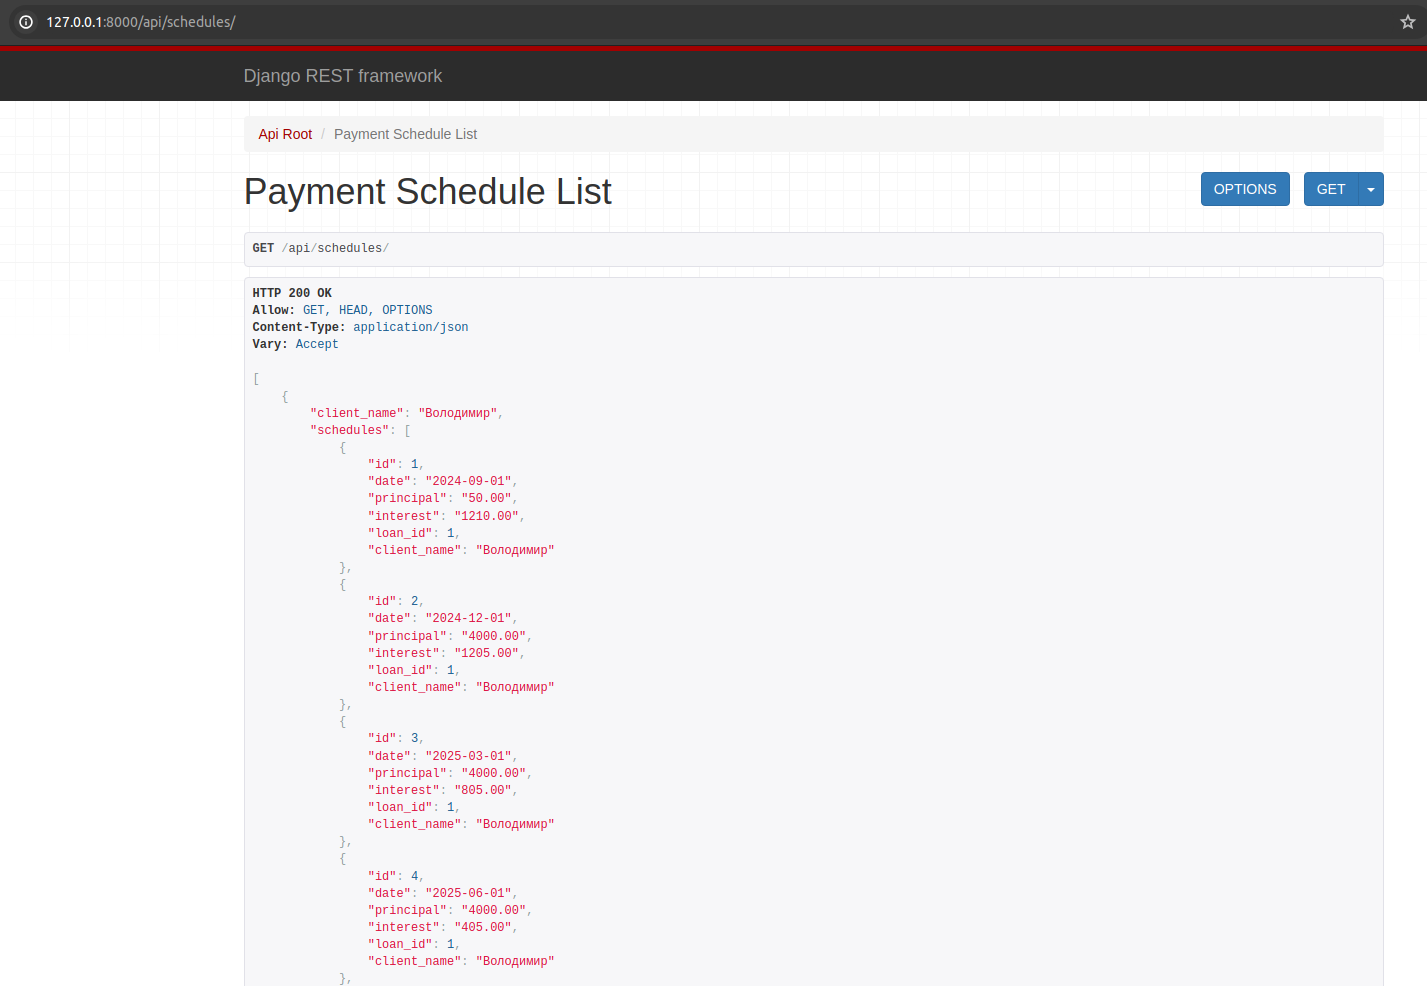 127.0.0.1:8000/api/schedules/
Django REST framework
Api Root / Payment Schedule List
Payment Schedule List
OPTIONS
GET
GET /api/schedules/
HTTP 200 OK
Allow: GET, HEAD, OPTIONS
Content-Type: application/json
Vary: Accept
[
{
"client_name": "Володимир",
"schedules": [
{
"id": 1,
"date": "2024-09-01",
"principal": "50.00",
"interest": "1210.00",
"loan_id": 1,
"client_name": "Володимир"
},
{
"id": 2,
"date": "2024-12-01",
"principal": "4000.00",
"interest": "1205.00",
"loan_id": 1,
"client_name": "Володимир"
},
{
"id": 3,
"date": "2025-03-01",
"principal": "4000.00",
"interest": "805.00",
"loan_id": 1,
"client_name": "Володимир"
},
{
"id": 4,
"date": "2025-06-01",
"principal": "4000.00",
"interest": "405.00",
"loan_id": 1,
"client_name": "Володимир"
},